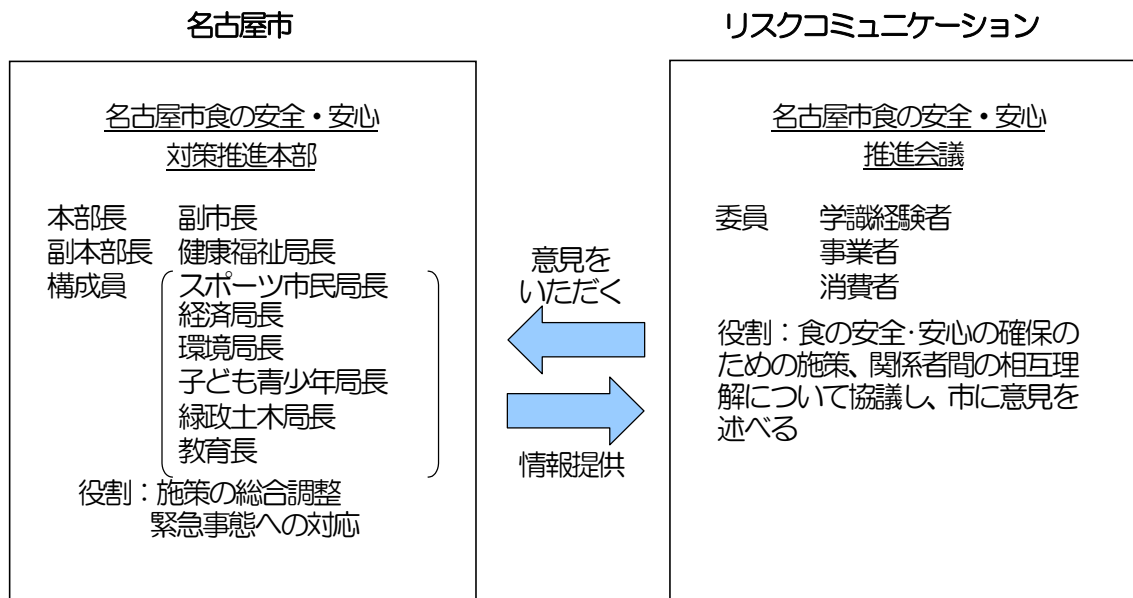 名古屋市
名古屋市食の安全・安心
対策推進本部
本部長 副市長
副本部長 健康福祉局長
構成員 スポーツ市民局長
経済局長
環境局長
子ども青少年局長
緑政土木局長
教育長
役割：施策の総合調整
緊急事態への対応
意見を
いただく
情報提供
リスクコミュニケーション
名古屋市食の安全・安心
推進会議
委員 学識経験者
事業者
消費者
役割：食の安全・安心の確保の
ための施策、関係者間の相互理
解について協議し、市に意見を
述べる